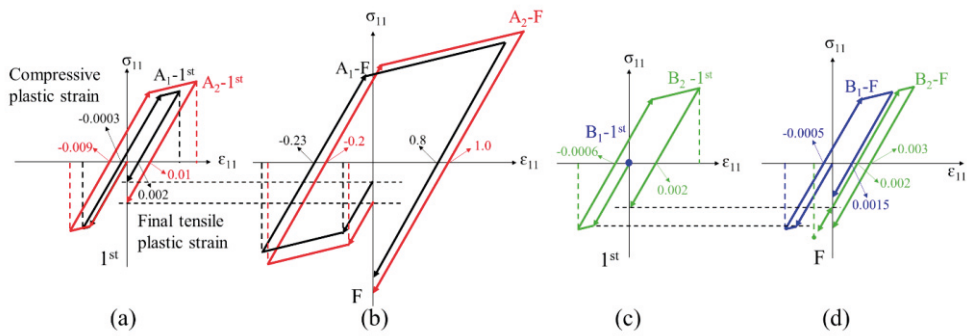 σ₁₁
A₁-1ˢᵗ
A₂-1ˢᵗ
Compressive
plastic strain
-0.0003
-0.009
ε₁₁
0.01
0.002
Final tensile
plastic strain
1ˢᵗ
(a)
σ₁₁
A₂-F
A₁-F
-0.23
-0.2
0.8
1.0
ε₁₁
F
(b)
σ₁₁
B₂-1ˢᵗ
B₁-1ˢᵗ
-0.0006
ε₁₁
0.002
1ˢᵗ
(c)
σ₁₁
B₁-F
B₂-F
-0.0005
0.003
ε₁₁
0.002
0.0015
F
(d)